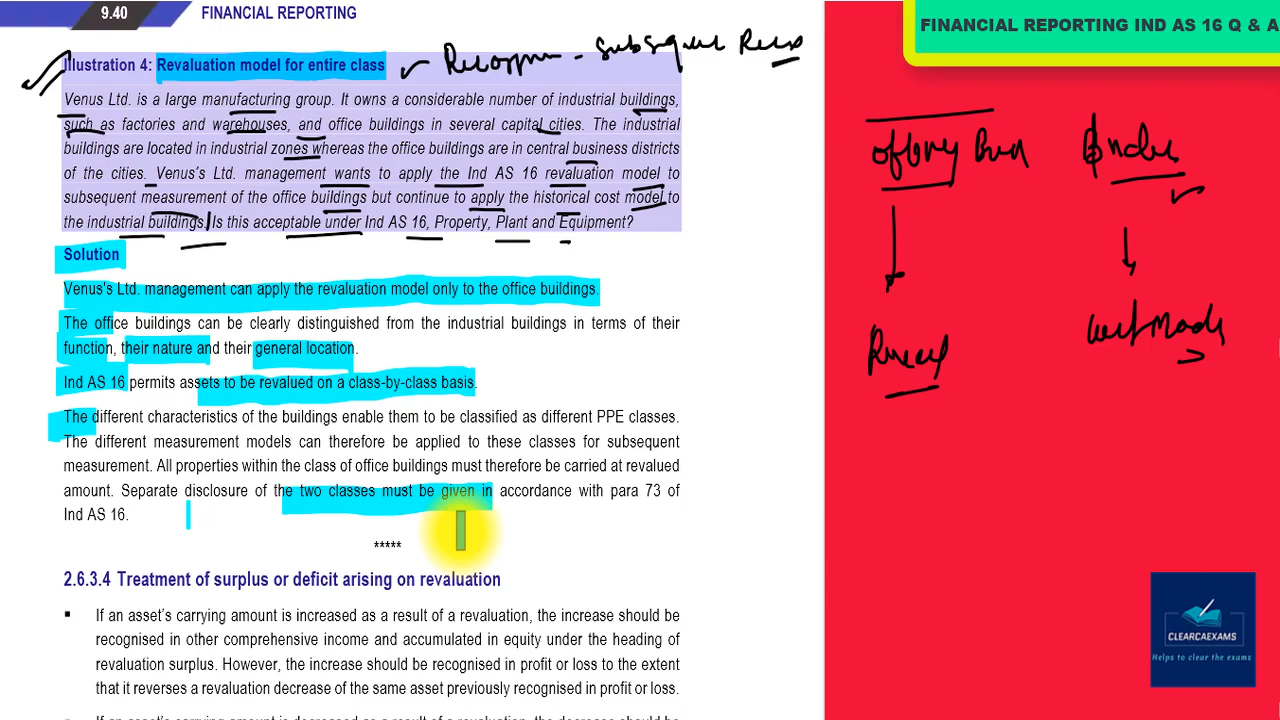 9.40 FINANCIAL REPORTING
Illustration 4: Revaluation model for entire class
Venus Ltd. is a large manufacturing group. It owns a considerable number of industrial buildings,
such as factories and warehouses, and office buildings in several capital cities. The industrial
buildings are located in industrial zones whereas the office buildings are in central business districts
of the cities. Venus's Ltd. management wants to apply the Ind AS 16 revaluation model to
subsequent measurement of the office buildings but continue to apply the historical cost model to
the industrial buildings. Is this acceptable under Ind AS 16, Property, Plant and Equipment?
Solution
Venus's Ltd. management can apply the revaluation model only to the office buildings.
The office buildings can be clearly distinguished from the industrial buildings in terms of their
function, their nature and their general location.
Ind AS 16 permits assets to be revalued on a class-by-class basis.
The different characteristics of the buildings enable them to be classified as different PPE classes.
The different measurement models can therefore be applied to these classes for subsequent
measurement. All properties within the class of office buildings must therefore be carried at revalued
amount. Separate disclosure of the two classes must be given in accordance with para 73 of
Ind AS 16.
*****
2.6.3.4 Treatment of surplus or deficit arising on revaluation
▪ If an asset's carrying amount is increased as a result of a revaluation, the increase should be
recognised in other comprehensive income and accumulated in equity under the heading of
revaluation surplus. However, the increase should be recognised in profit or loss to the extent
that it reverses a revaluation decrease of the same asset previously recognised in profit or loss.
If an asset's carrying amount is decreased as a result of a revaluation, the decrease should be
FINANCIAL REPORTING IND AS 16 Q & A
CLEARCAEXAMS
Helps to clear the exams